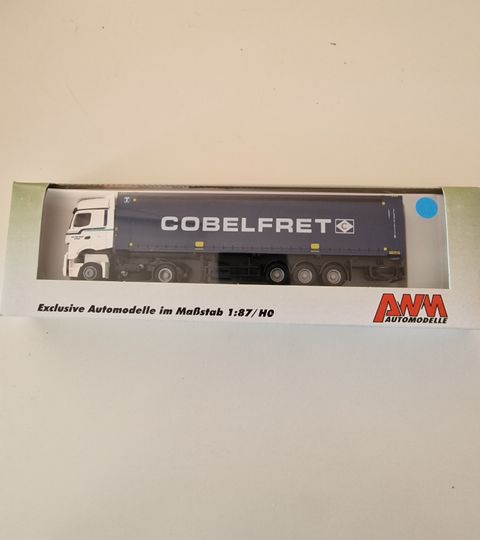 COBELFRET
C
Exclusive Automodelle im Maßstab 1:87/H0
AWM
AUTOMODELLE